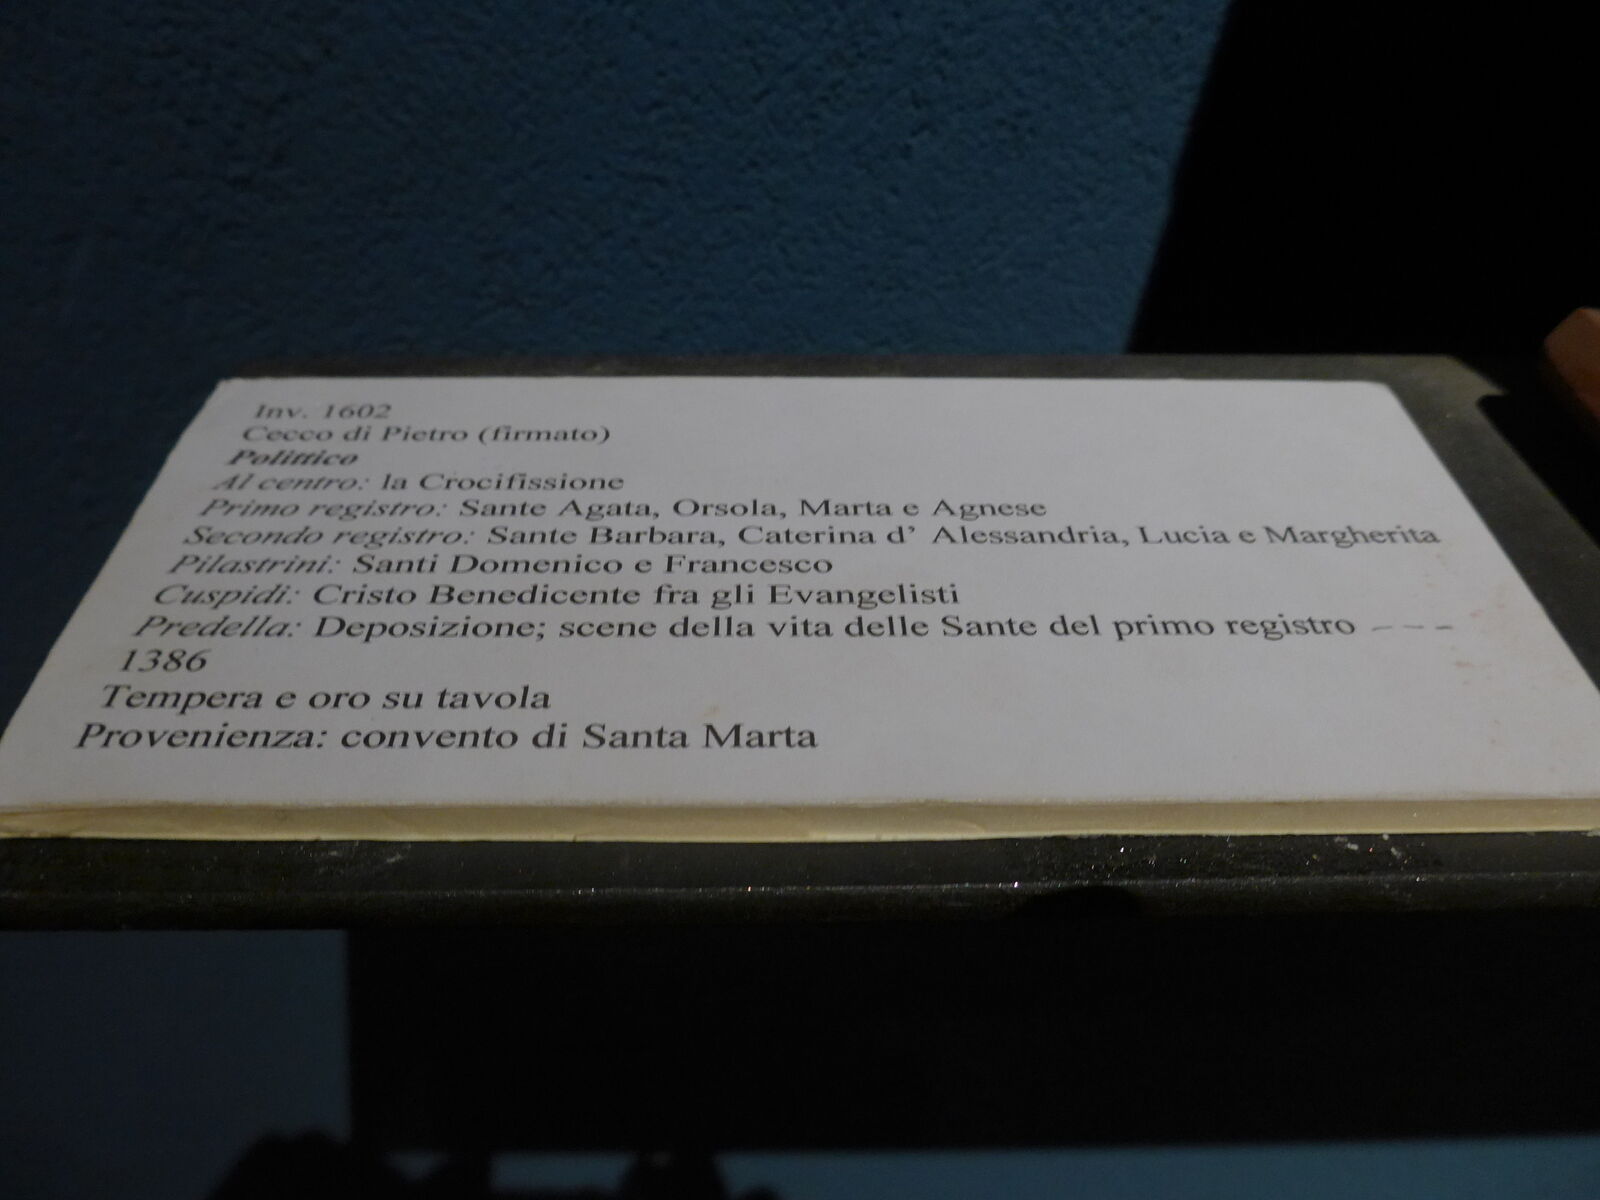 Inv. 1602
Cecco di Pietro (firmato)
Polittico
Al centro: la Crocifissione
Primo registro: Sante Agata, Orsola, Marta e Agnese
Secondo registro: Sante Barbara, Caterina d' Alessandria, Lucia e Margherita
Pilastrini: Santi Domenico e Francesco
Cuspidi: Cristo Benedicente fra gli Evangelisti
Predella: Deposizione; scene della vita delle Sante del primo registro
1386
Tempera e oro su tavola
Provenienza: convento di Santa Marta